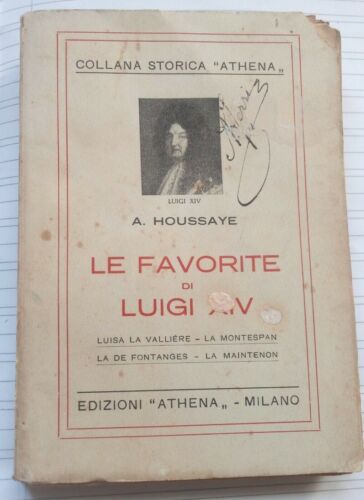 COLLANA STORICA "ATHENA„
LUIGI XIV
A. HOUSSAYE
LE FAVORITE
DI
LUIGI XIV
LUISA LA VALLIÈRE - LA MONTESPAN
LA DE FONTANGES - LA MAINTENON
EDIZIONI "ATHENA„ - MILANO